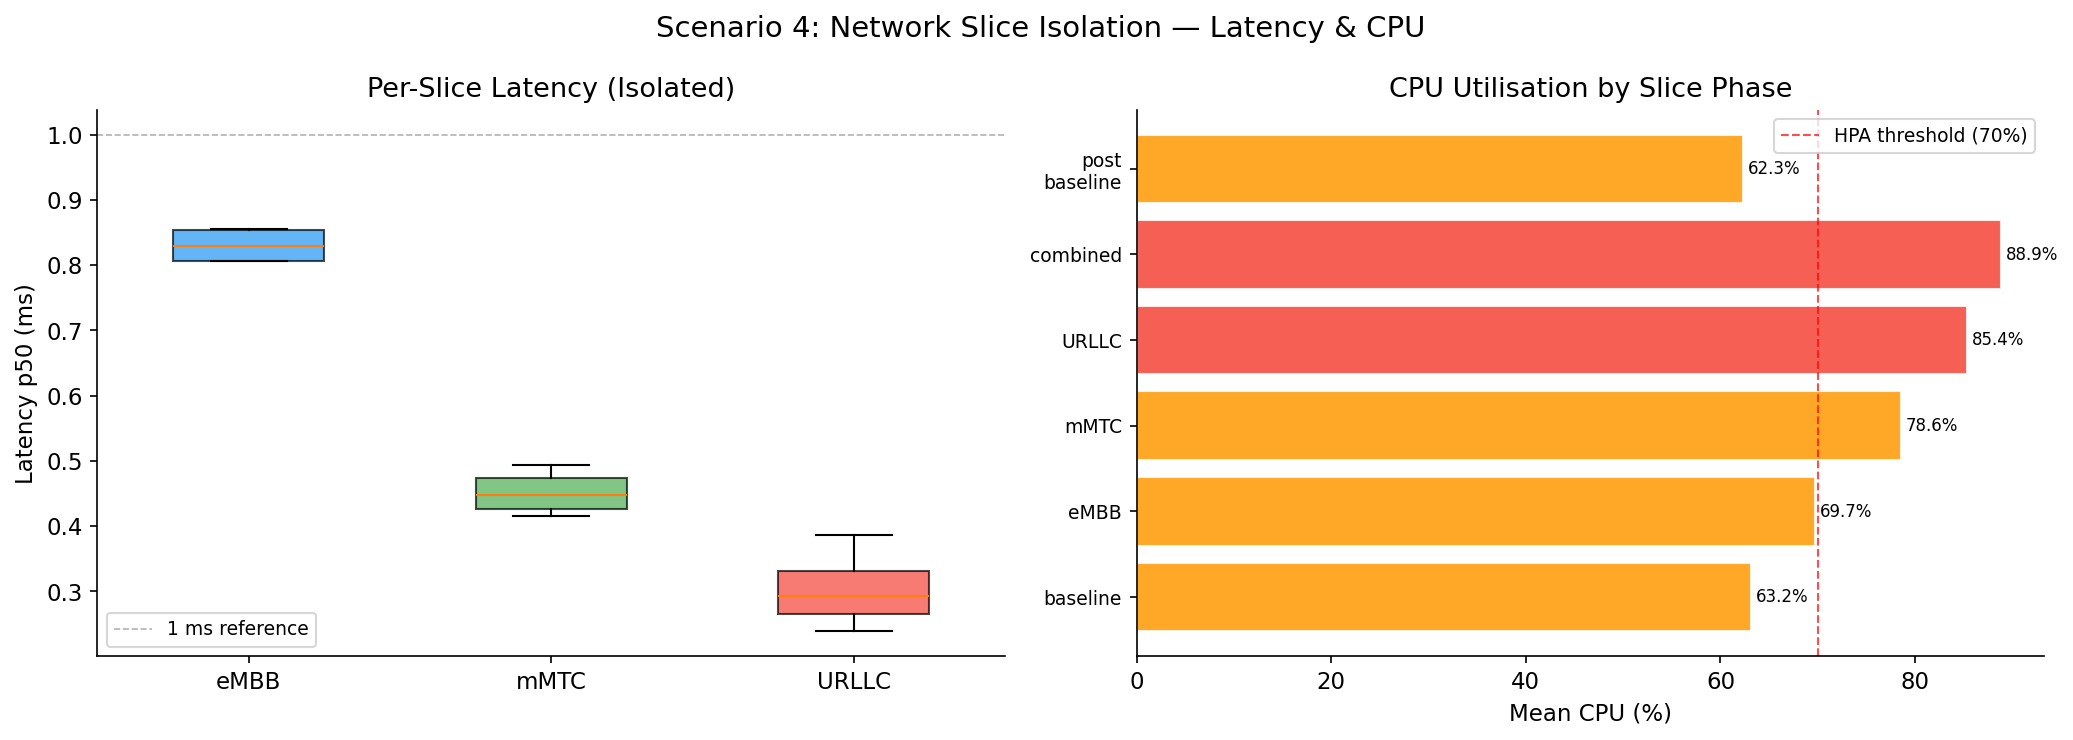 Scenario 4: Network Slice Isolation — Latency & CPU
Per-Slice Latency (Isolated)
Latency p50 (ms)
1.0
0.9
0.8
0.7
0.6
0.5
0.4
0.3
1 ms reference
eMBB
mMTC
URLLC
CPU Utilisation by Slice Phase
HPA threshold (70%)
post
baseline
62.3%
combined
88.9%
URLLC
85.4%
mMTC
78.6%
eMBB
69.7%
baseline
63.2%
0
20
40
60
80
Mean CPU (%)